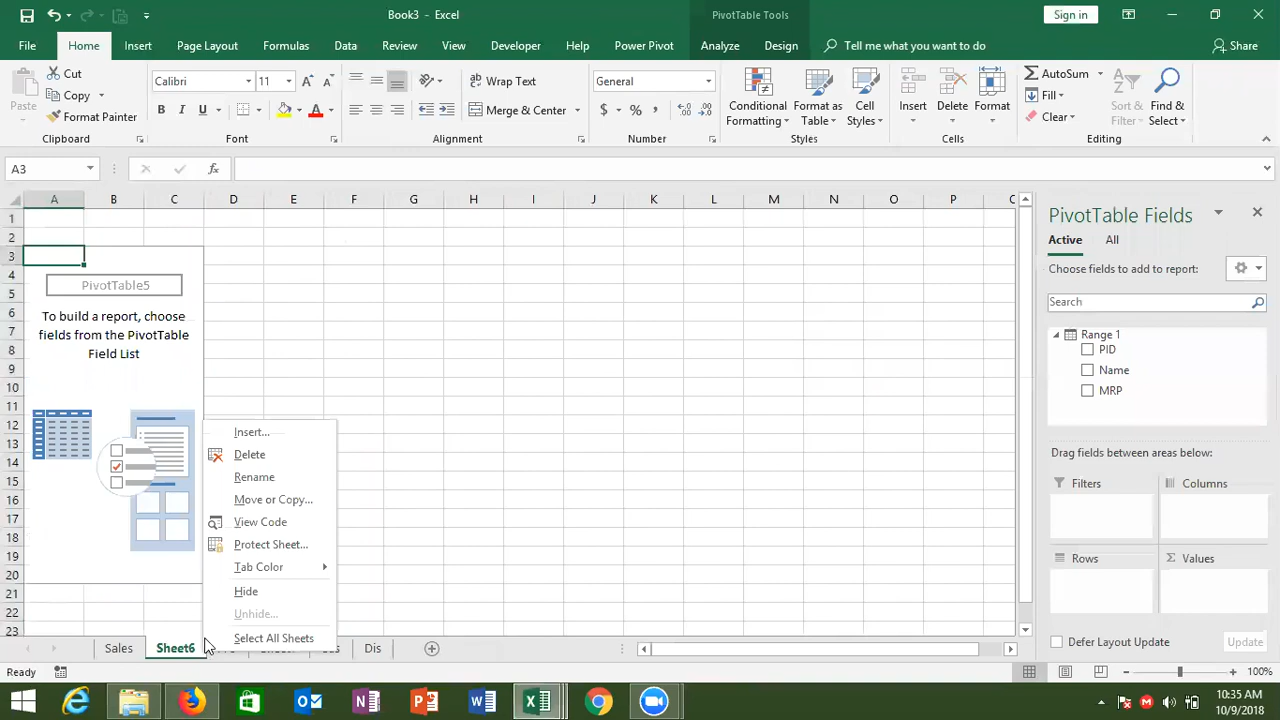 Book3 - Excel
PivotTable Tools
Sign in
File
Home
Insert
Page Layout
Formulas
Data
Review
View
Developer
Help
Power Pivot
Analyze
Design
Tell me what you want to do
Share
Paste
Cut
Copy
Format Painter
Clipboard
Calibri
11
B I U
Font
Wrap Text
Merge & Center
Alignment
General
$ % ,
Number
Conditional Formatting
Format as Table
Cell Styles
Styles
Insert
Delete
Format
Cells
AutoSum
Fill
Clear
Sort & Filter
Find & Select
Editing
A3
fx
A B C D E F G H I J K L M N O P
1
2
3
4
5
6
7
8
9
10
11
12
13
14
15
16
17
18
19
20
21
22
23
PivotTable5
To build a report, choose
fields from the PivotTable
Field List
Insert...
Delete
Rename
Move or Copy...
View Code
Protect Sheet...
Tab Color
Hide
Unhide...
Select All Sheets
PivotTable Fields
Active
All
Choose fields to add to report:
Search
Range 1
PID
Name
MRP
Drag fields between areas below:
Filters
Columns
Rows
Σ Values
Defer Layout Update
Update
Sales
Sheet6
Dis
Ready
100%
10:35 AM
10/9/2018